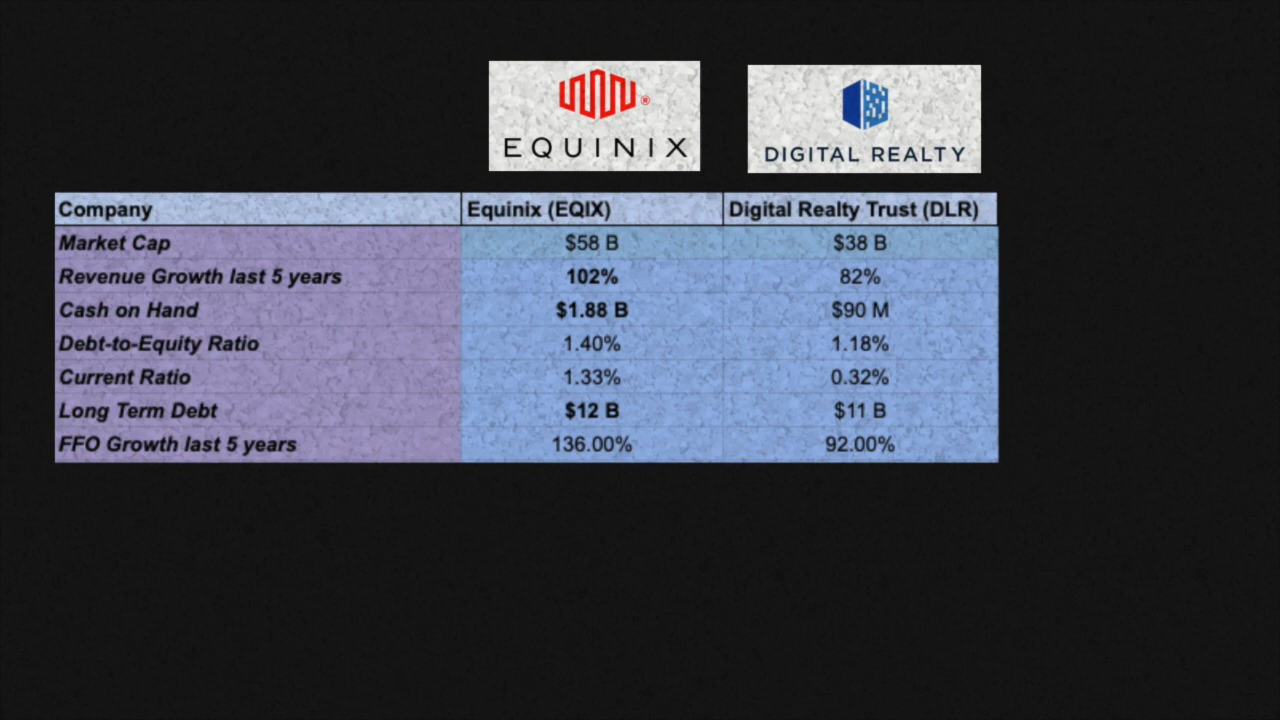 EQUINIX
®
DIGITAL REALTY
Company Equinix (EQIX) Digital Realty Trust (DLR)
Market Cap $58 B $38 B
Revenue Growth last 5 years 102% 82%
Cash on Hand $1.88 B $90 M
Debt-to-Equity Ratio 1.40% 1.18%
Current Ratio 1.33% 0.32%
Long Term Debt $12 B $11 B
FFO Growth last 5 years 136.00% 92.00%